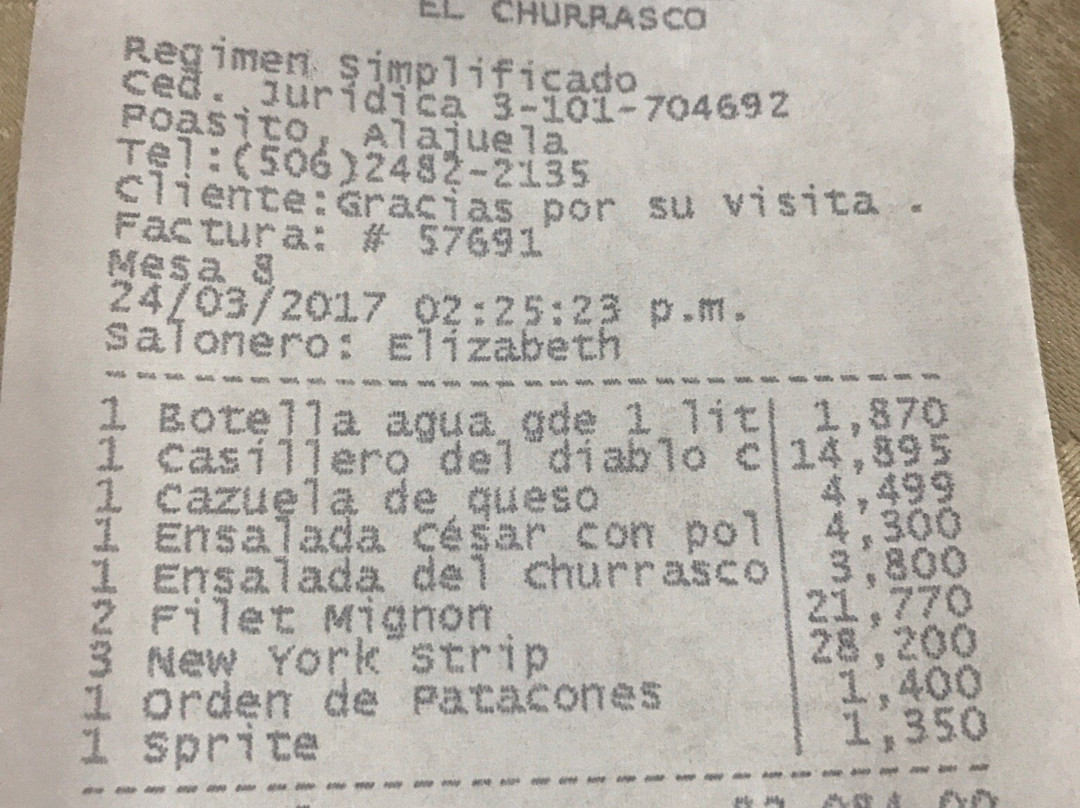 EL CHURRASCO
Regimen Simplificado
Ced. Juridica 3-101-704692
Poasito, Alajuela
Tel:(506)2482-2135
Cliente:Gracias por su visita .
Factura: # 57691
Mesa 8
24/03/2017 02:25:23 p.m.
Salonero: Elizabeth
1 Botella agua gde 1 lit 1,870
1 Casillero del diablo C 14,895
1 Cazuela de queso 4,499
1 Ensalada César con pol 4,300
1 Ensalada del Churrasco 3,800
2 Filet Mignon 21,770
3 New York Strip 28,200
1 Orden de Patacones 1,400
1 Sprite 1,350